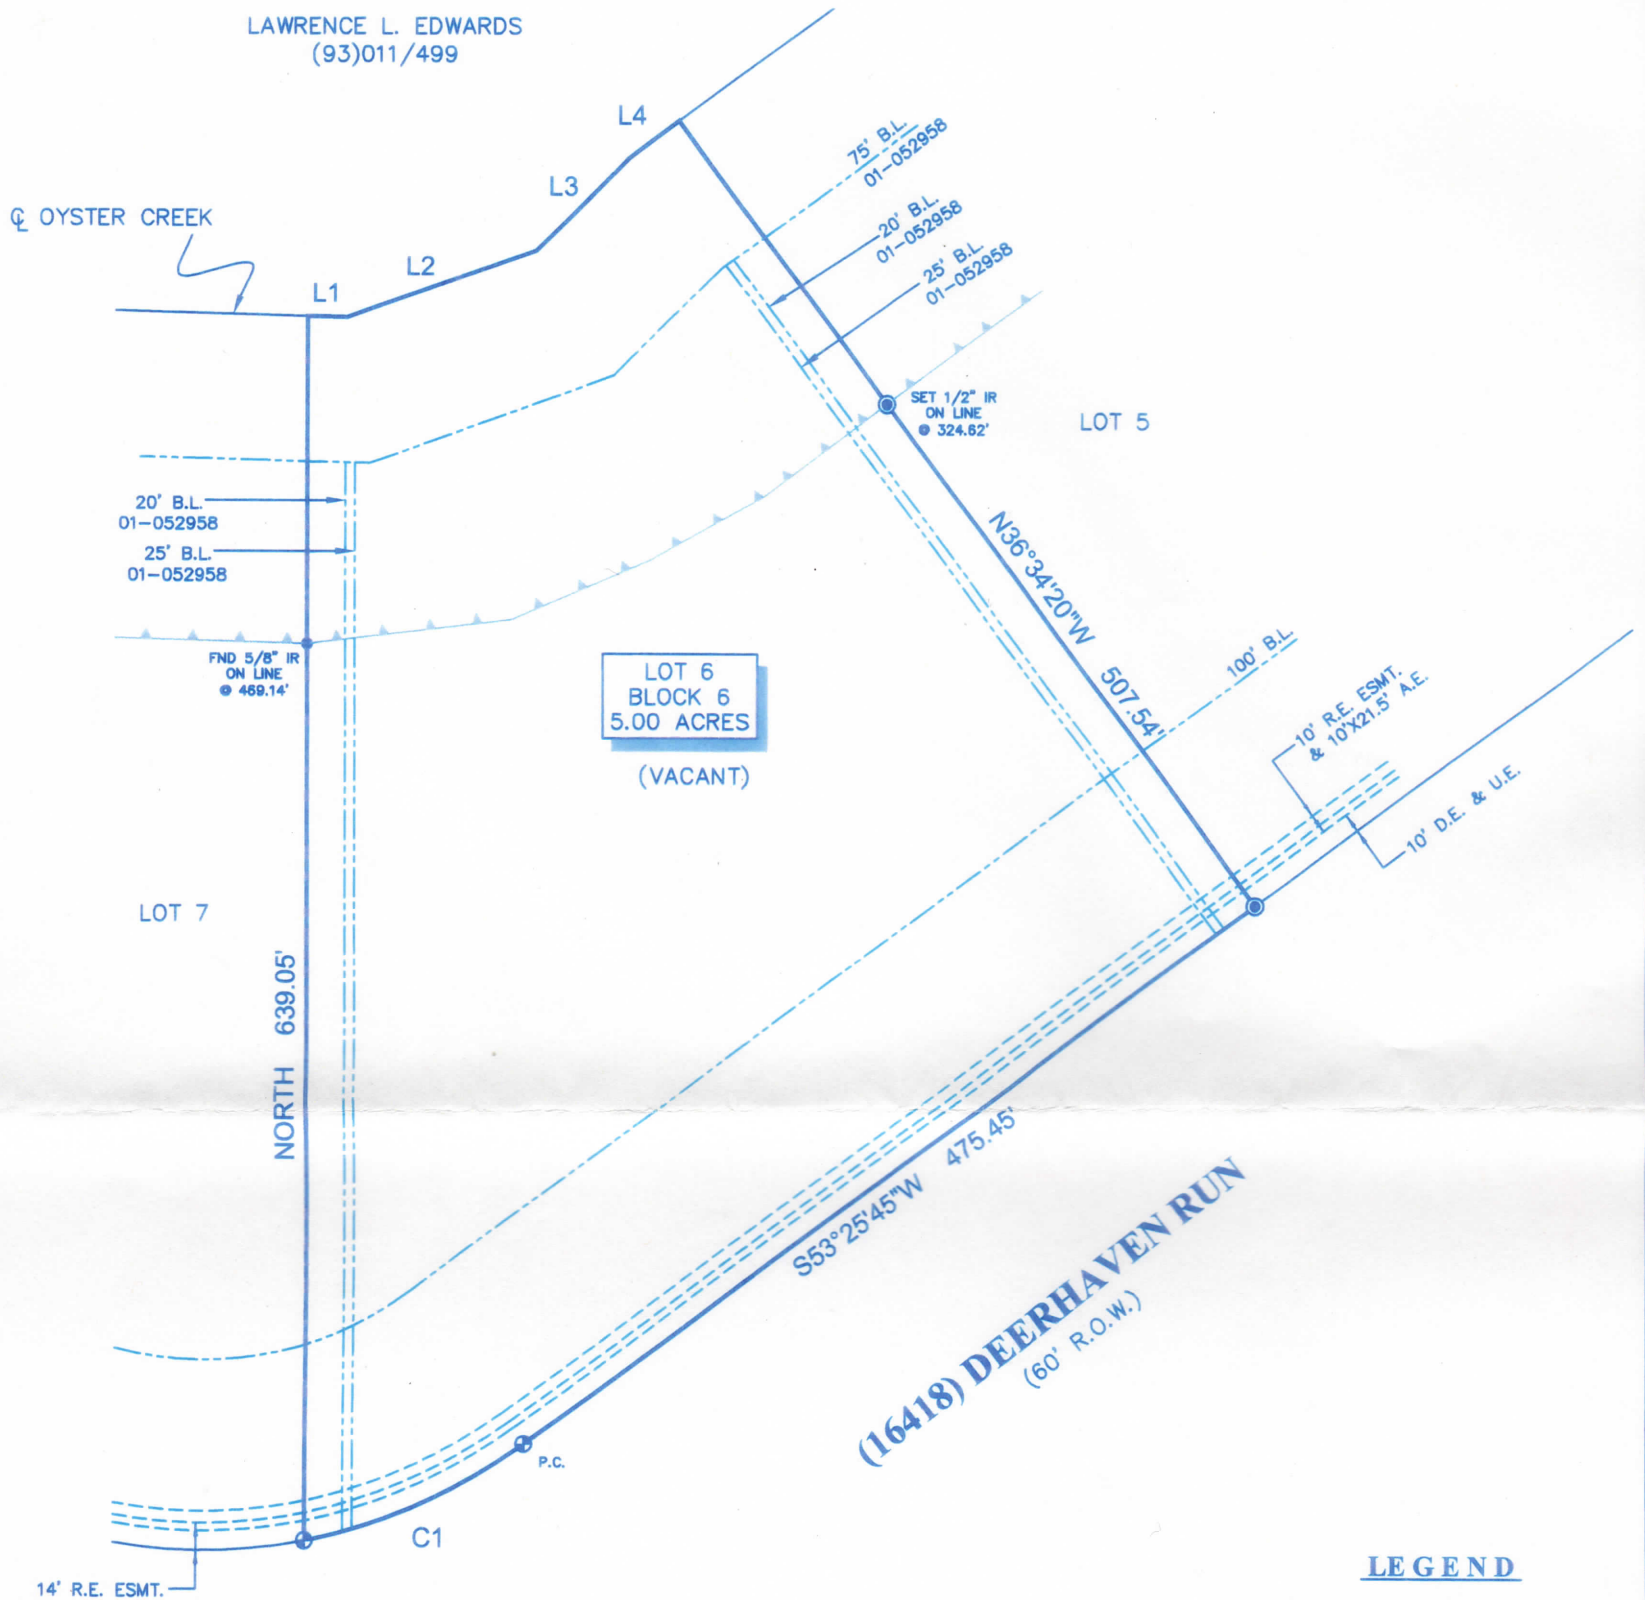 LAWRENCE L. EDWARDS
(93)011/499
L4
75' B.L.
01-052958
L3
℄ OYSTER CREEK
20' B.L.
01-052958
L2
25' B.L.
01-052958
L1
SET 1/2" IR
ON LINE
@ 324.62'
LOT 5
20' B.L.
01-052958
25' B.L.
01-052958
N36°34'20"W 507.54'
FND 5/8" IR
ON LINE
@ 469.14'
LOT 6
BLOCK 6
5.00 ACRES
(VACANT)
100' B.L.
10' R.E. ESMT.
& 10'X21.5' A.E.
10' D.E. & U.E.
LOT 7
NORTH 639.05'
S53°25'45"W 475.45'
(16418) DEERHAVEN RUN
(60' R.O.W.)
P.C.
C1
14' R.E. ESMT.
LEGEND